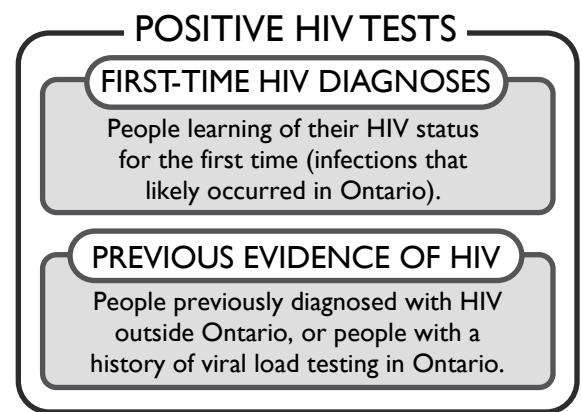 POSITIVE HIV TESTS
FIRST-TIME HIV DIAGNOSES
People learning of their HIV status
for the first time (infections that
likely occurred in Ontario).
PREVIOUS EVIDENCE OF HIV
People previously diagnosed with HIV
outside Ontario, or people with a
history of viral load testing in Ontario.